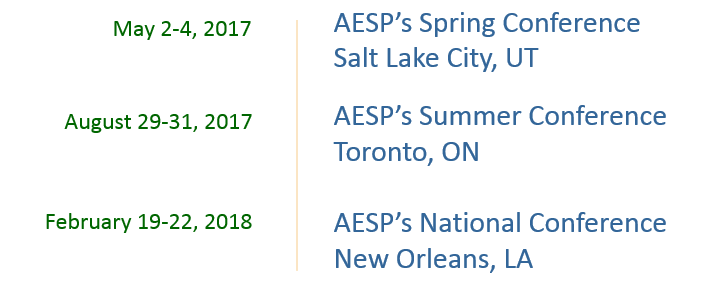 May 2-4, 2017
AESP's Spring Conference
Salt Lake City, UT
August 29-31, 2017
AESP's Summer Conference
Toronto, ON
February 19-22, 2018
AESP's National Conference
New Orleans, LA